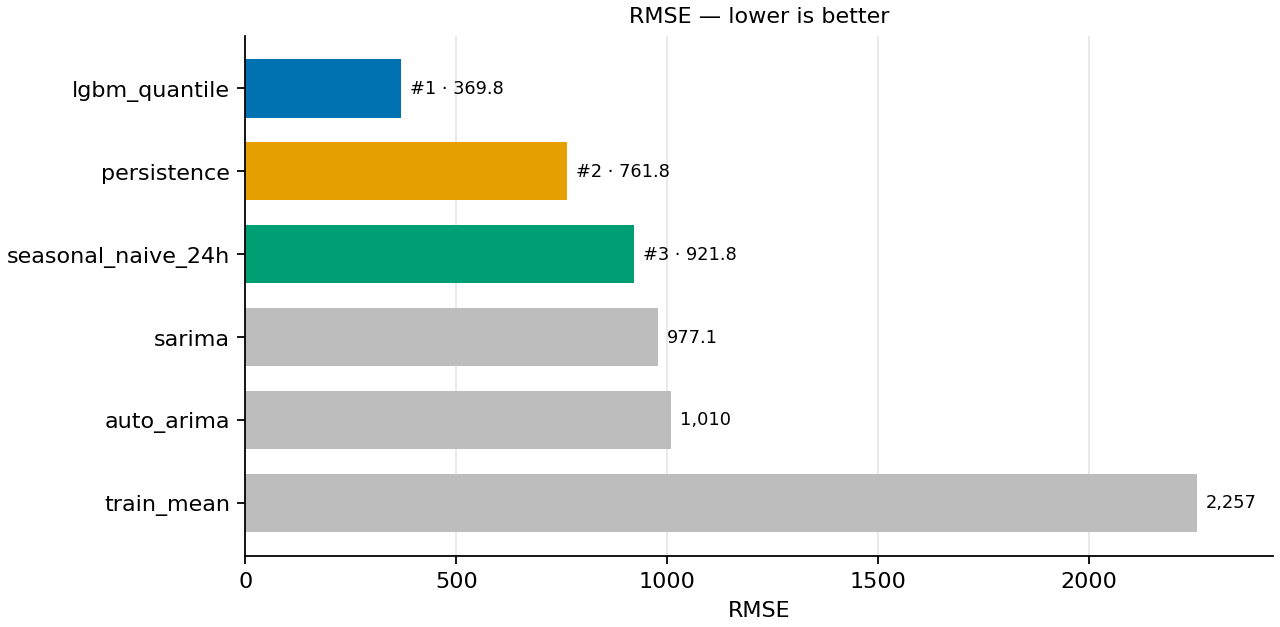 RMSE — lower is better
lgbm_quantile
#1 · 369.8
persistence
#2 · 761.8
seasonal_naive_24h
#3 · 921.8
sarima
977.1
auto_arima
1,010
train_mean
2,257
0 500 1000 1500 2000
RMSE